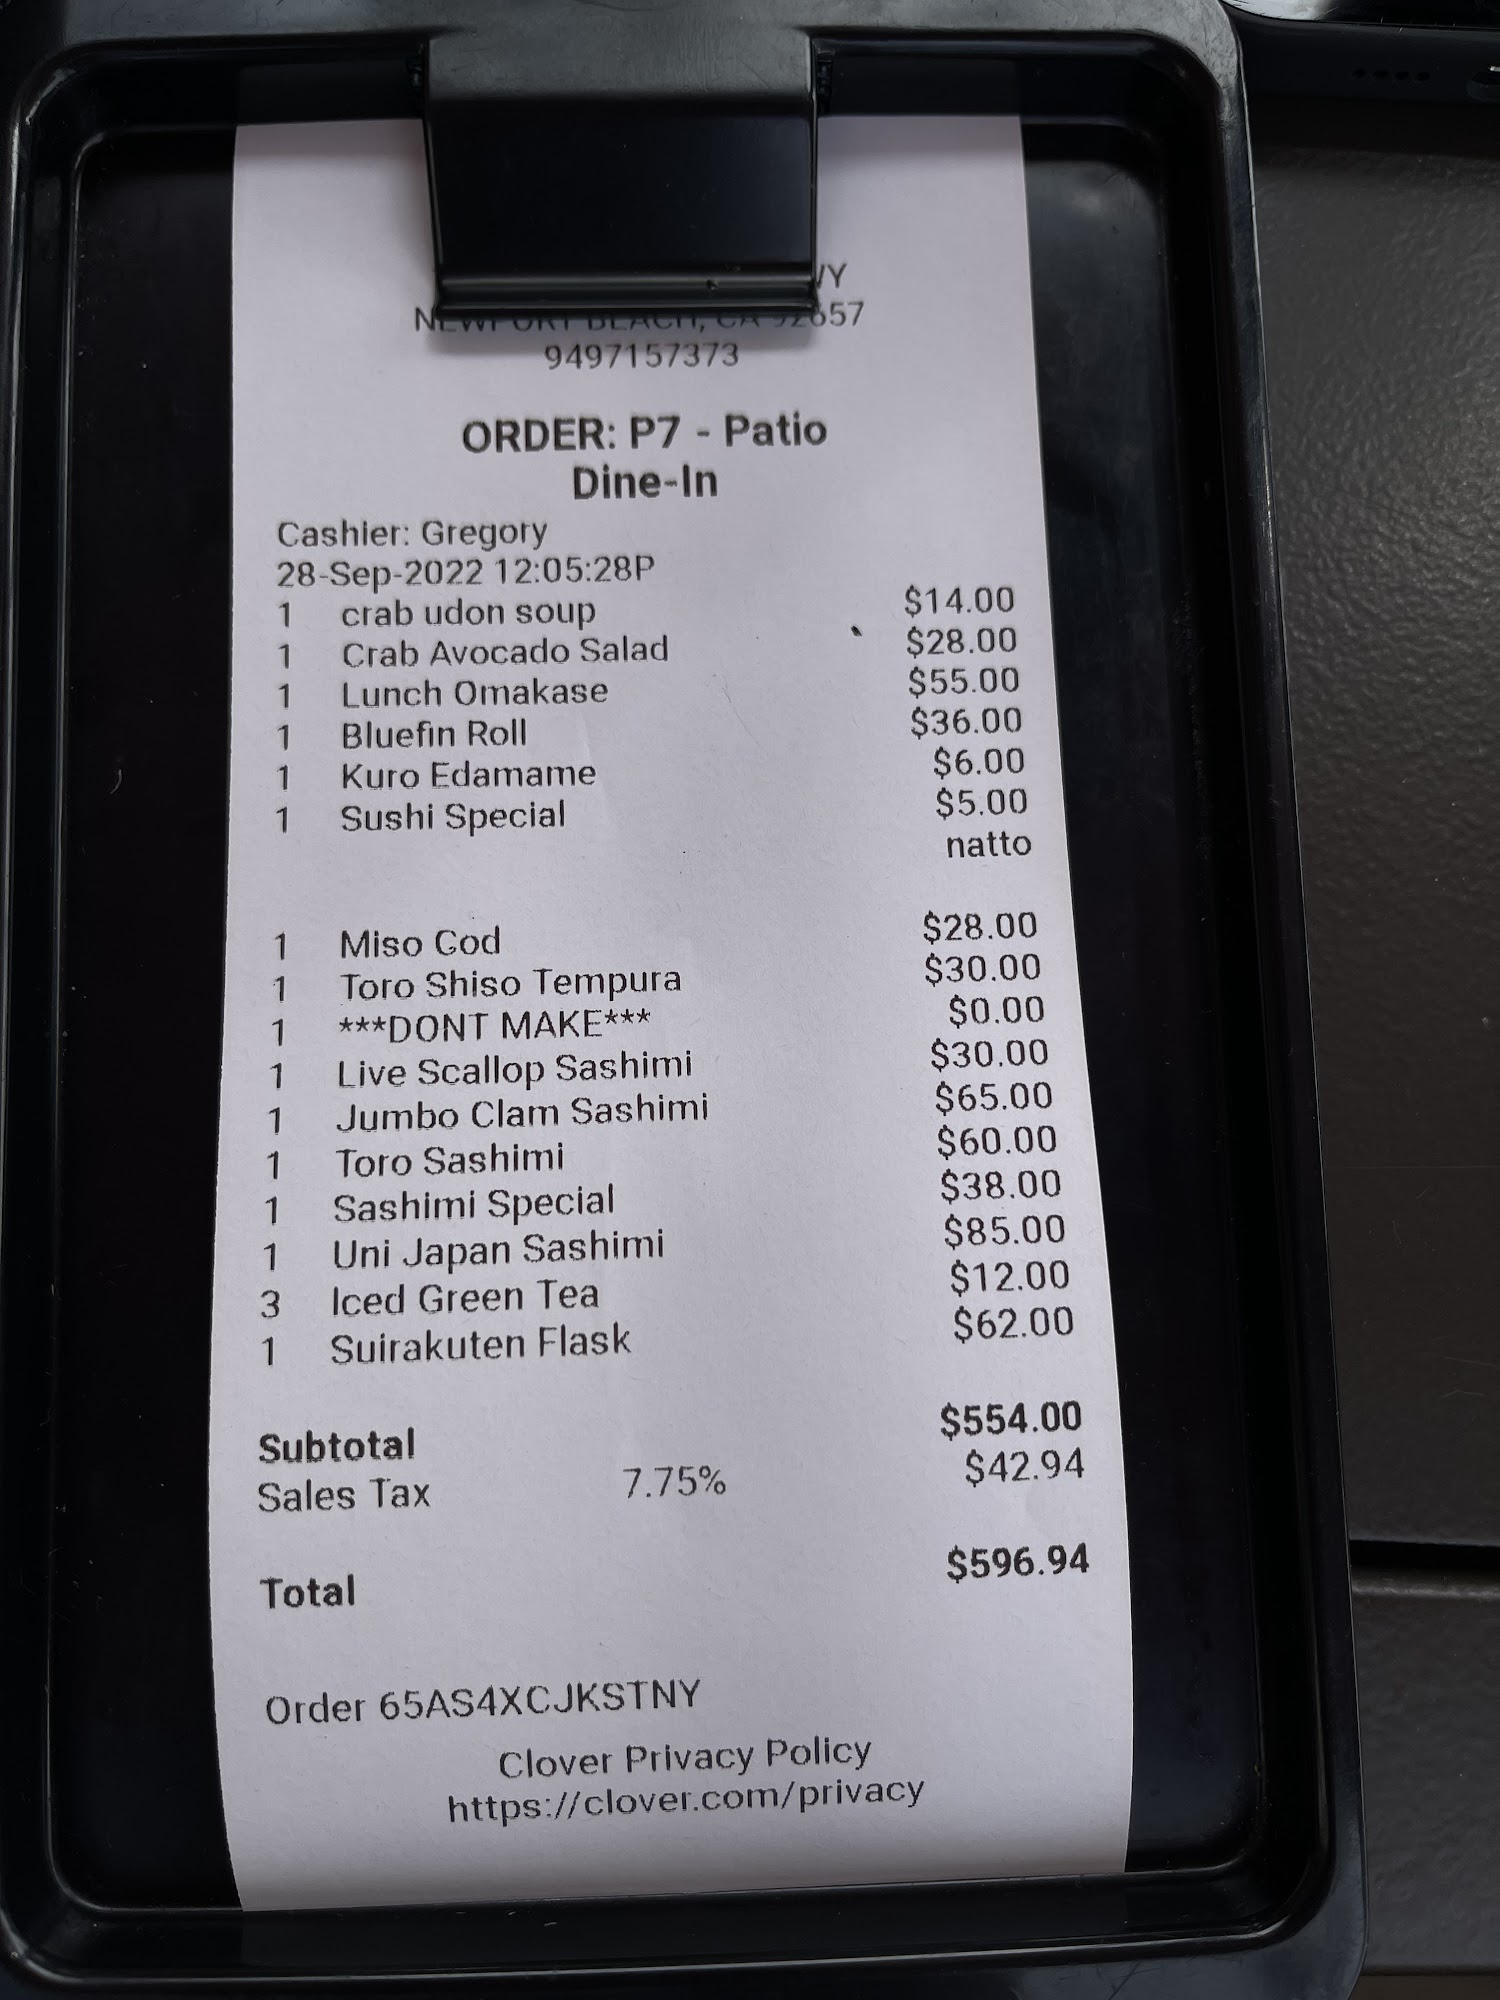 NEWPORT BEACH, CA 92657
9497157373
ORDER: P7 - Patio
Dine-In
Cashier: Gregory
28-Sep-2022 12:05:28P
1 crab udon soup $14.00
1 Crab Avocado Salad $28.00
1 Lunch Omakase $55.00
1 Bluefin Roll $36.00
1 Kuro Edamame $6.00
1 Sushi Special $5.00
natto
1 Miso Cod $28.00
1 Toro Shiso Tempura $30.00
1 ***DONT MAKE*** $0.00
1 Live Scallop Sashimi $30.00
1 Jumbo Clam Sashimi $65.00
1 Toro Sashimi $60.00
1 Sashimi Special $38.00
1 Uni Japan Sashimi $85.00
3 Iced Green Tea $12.00
1 Suirakuten Flask $62.00
Subtotal $554.00
Sales Tax 7.75% $42.94
Total $596.94
Order 65AS4XCJKSTNY
Clover Privacy Policy
https://clover.com/privacy